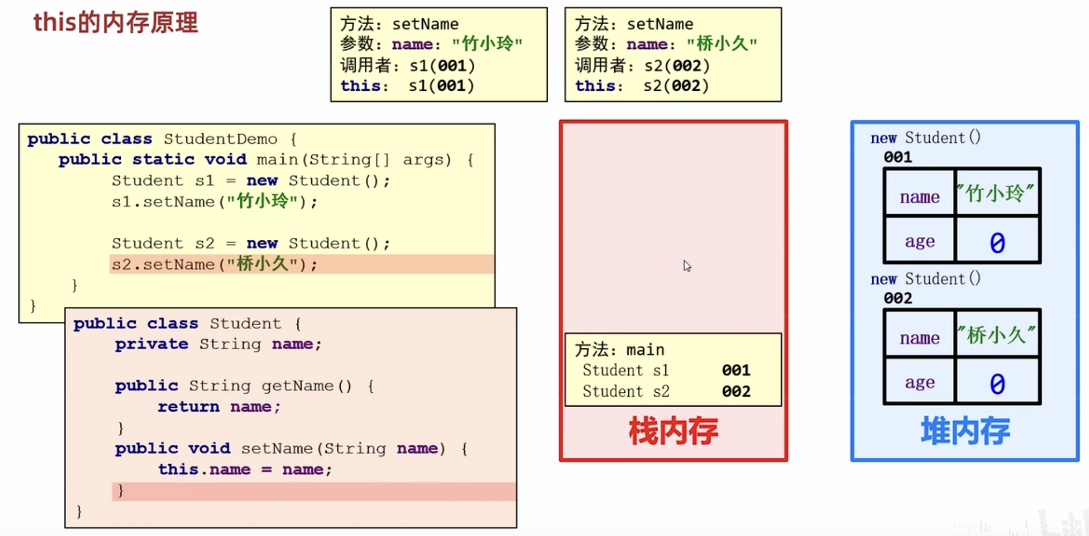 this的内存原理
方法：setName
参数：name："竹小玲"
调用者：s1(001)
this： s1(001)
方法：setName
参数：name："桥小久"
调用者：s2(002)
this： s2(002)
public class StudentDemo {
public static void main(String[] args) {
Student s1 = new Student();
s1.setName("竹小玲");
Student s2 = new Student();
s2.setName("桥小久");
}
}
public class Student {
private String name;
public String getName() {
return name;
}
public void setName(String name) {
this.name = name;
}
}
方法：main
Student s1 001
Student s2 002
栈内存
new Student()
001
name "竹小玲"
age 0
new Student()
002
name "桥小久"
age 0
堆内存